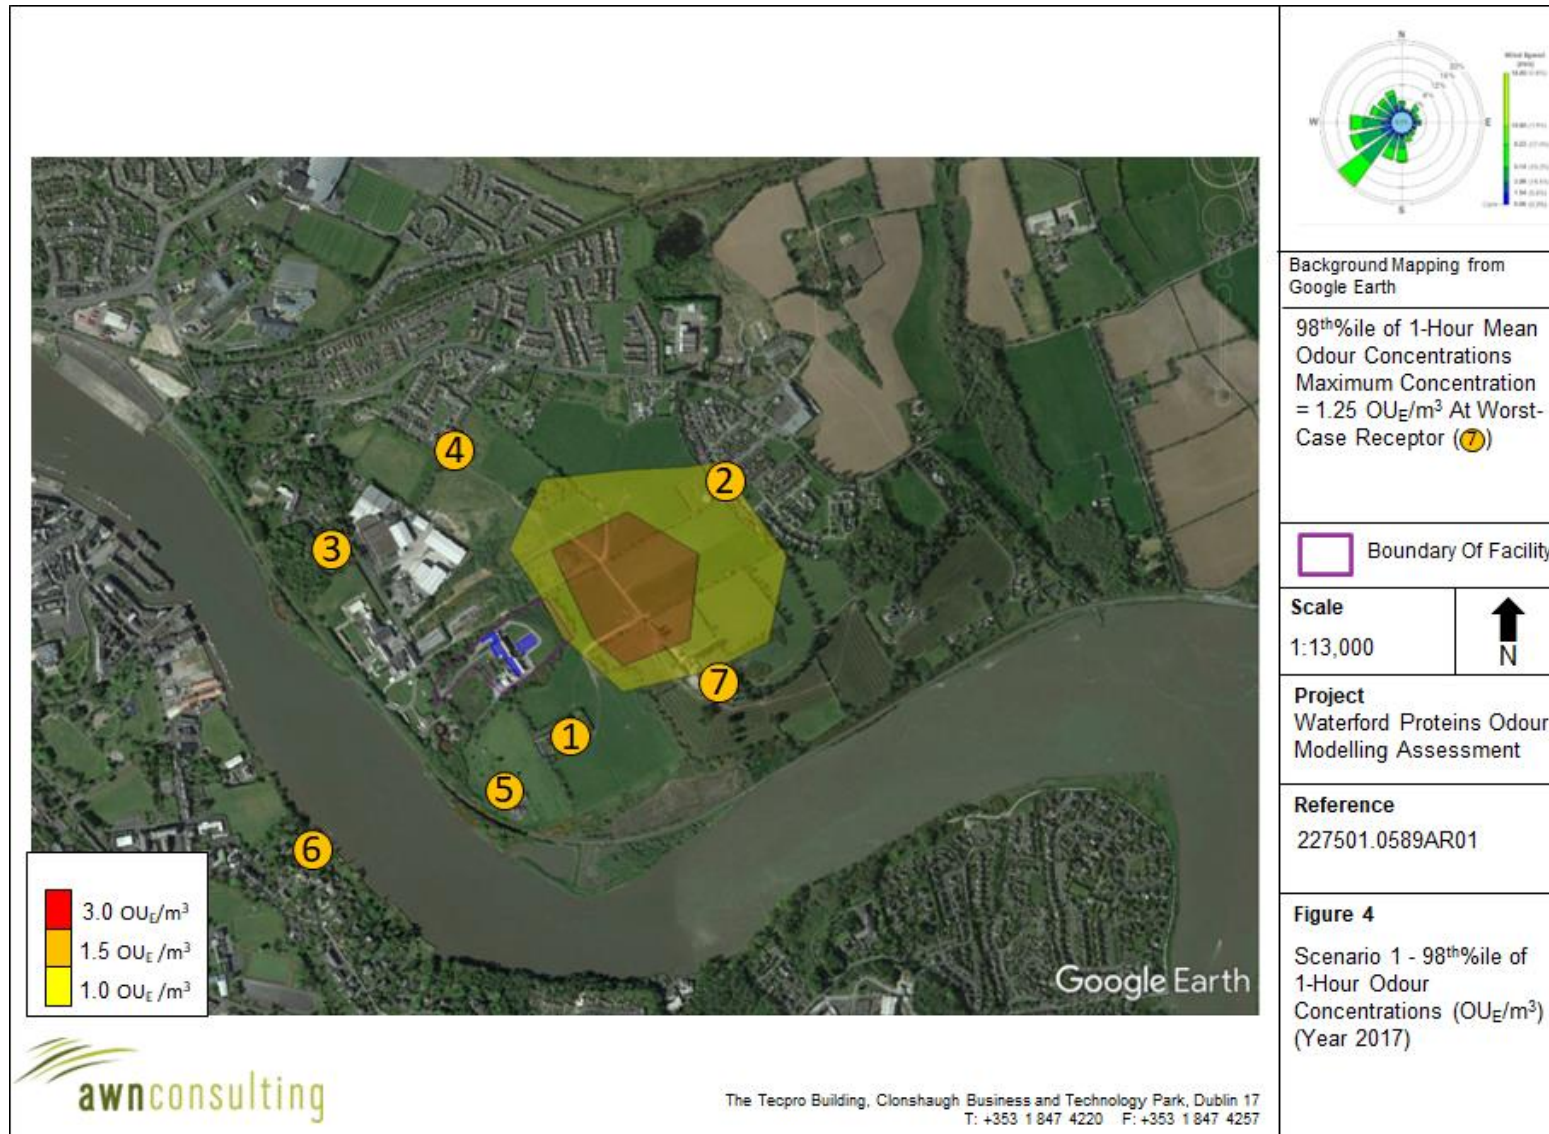 N
W
E
S
Background Mapping from
Google Earth
98th%ile of 1-Hour Mean
Odour Concentrations
Maximum Concentration
= 1.25 OUE/m³ At Worst-
Case Receptor (7)
Boundary Of Facility
Scale
1:13,000
N
Project
Waterford Proteins Odour
Modelling Assessment
Reference
227501.0589AR01
Figure 4
Scenario 1 - 98th%ile of
1-Hour Odour
Concentrations (OUE/m³)
(Year 2017)
4
2
3
7
1
5
6
3.0 OUE/m³
1.5 OUE/m³
1.0 OUE/m³
Google Earth
awnconsulting
The Tecpro Building, Clonshaugh Business and Technology Park, Dublin 17
T: +353 1 847 4220 F: +353 1 847 4257